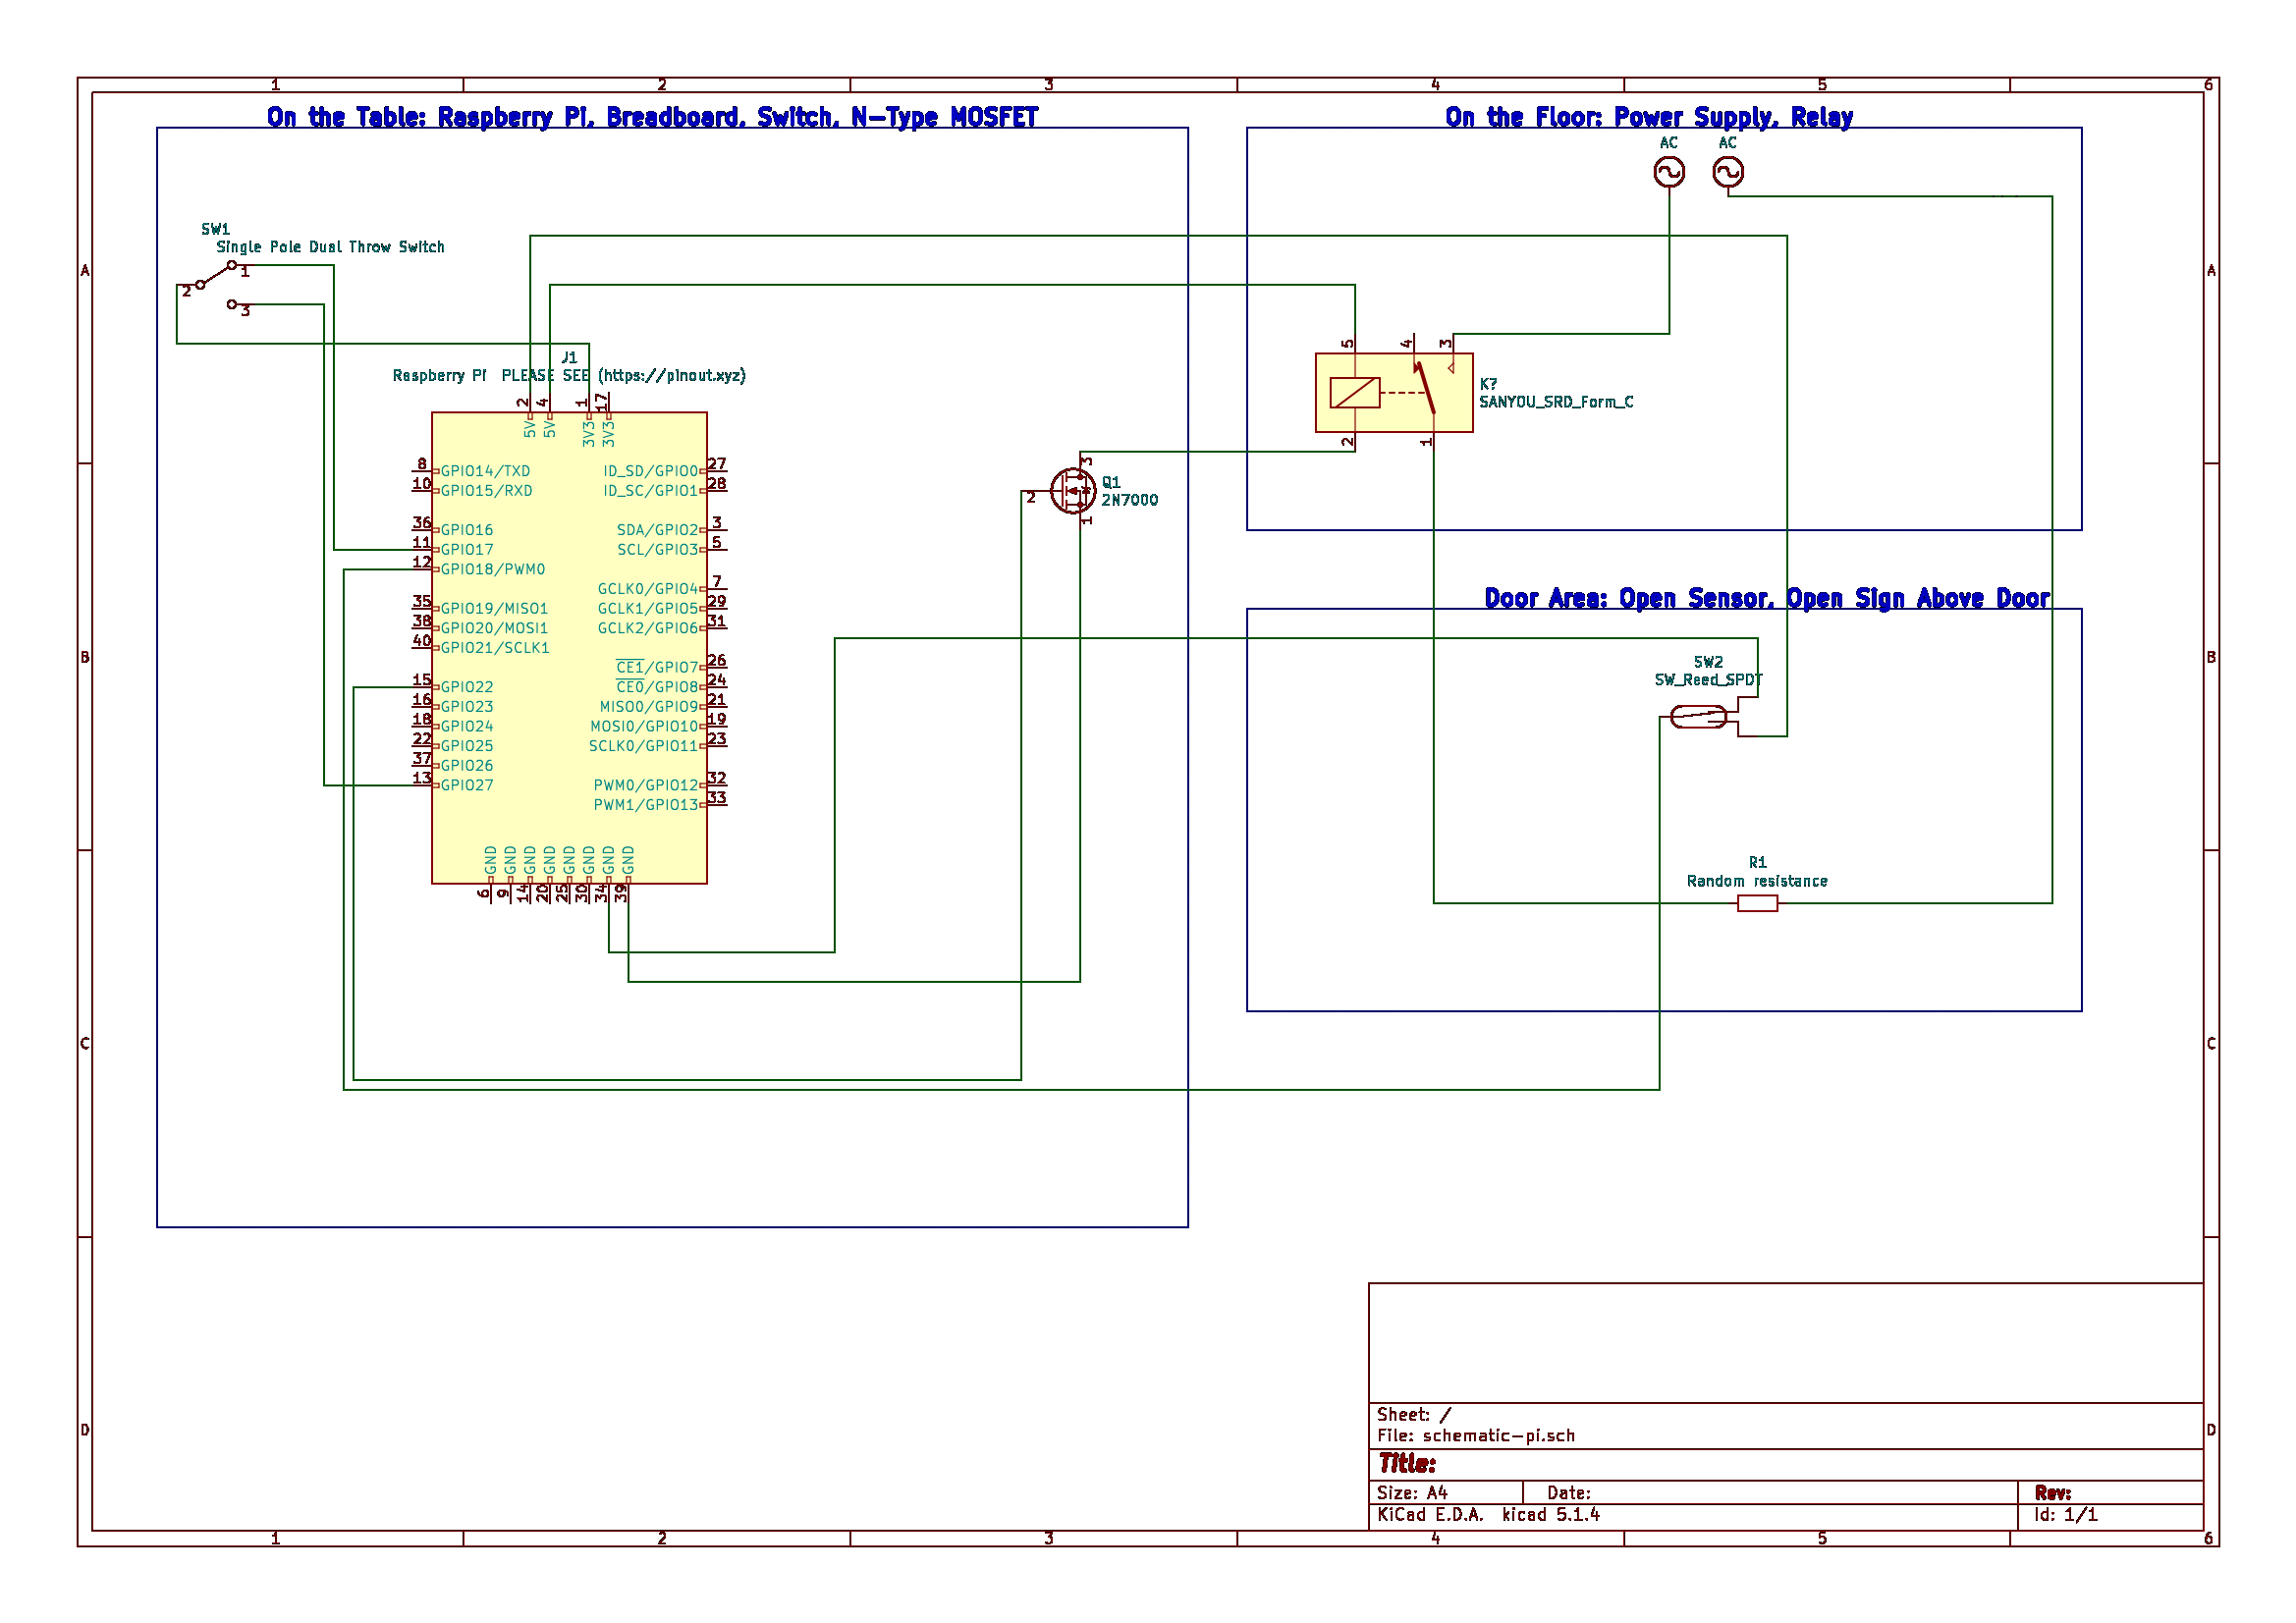 1 2 3 4 5 6
On the Table: Raspberry Pi, Breadboard, Switch, N-Type MOSFET
On the Floor: Power Supply, Relay
AC AC
SW1
Single Pole Dual Throw Switch
A A
1
2
3
J1
Raspberry Pi PLEASE SEE (https://pinout.xyz)
5 4 3
K?
SANYOU_SRD_Form_C
2 1
2 4 1 17
5V 5V 3V3 3V3
8 GPIO14/TXD ID_SD/GPIO0 27
10 GPIO15/RXD ID_SC/GPIO1 28
36 GPIO16 SDA/GPIO2 3
11 GPIO17 SCL/GPIO3 5
12 GPIO18/PWM0
GCLK0/GPIO4 7
35 GPIO19/MISO1 GCLK1/GPIO5 29
38 GPIO20/MOSI1 GCLK2/GPIO6 31
40 GPIO21/SCLK1
CE1/GPIO7 26
15 GPIO22 CE0/GPIO8 24
16 GPIO23 MISO0/GPIO9 21
18 GPIO24 MOSI0/GPIO10 19
22 GPIO25 SCLK0/GPIO11 23
37 GPIO26
13 GPIO27 PWM0/GPIO12 32
PWM1/GPIO13 33
GND GND GND GND GND GND GND GND
6 9 14 20 25 30 34 39
3
2
1
Q1
2N7000
Door Area: Open Sensor, Open Sign Above Door
B B
SW2
SW_Reed_SPDT
R1
Random resistance
C C
D D
Sheet: /
File: schematic-pi.sch
Title:
Size: A4 Date: Rev:
KiCad E.D.A. kicad 5.1.4 Id: 1/1
1 2 3 4 5 6